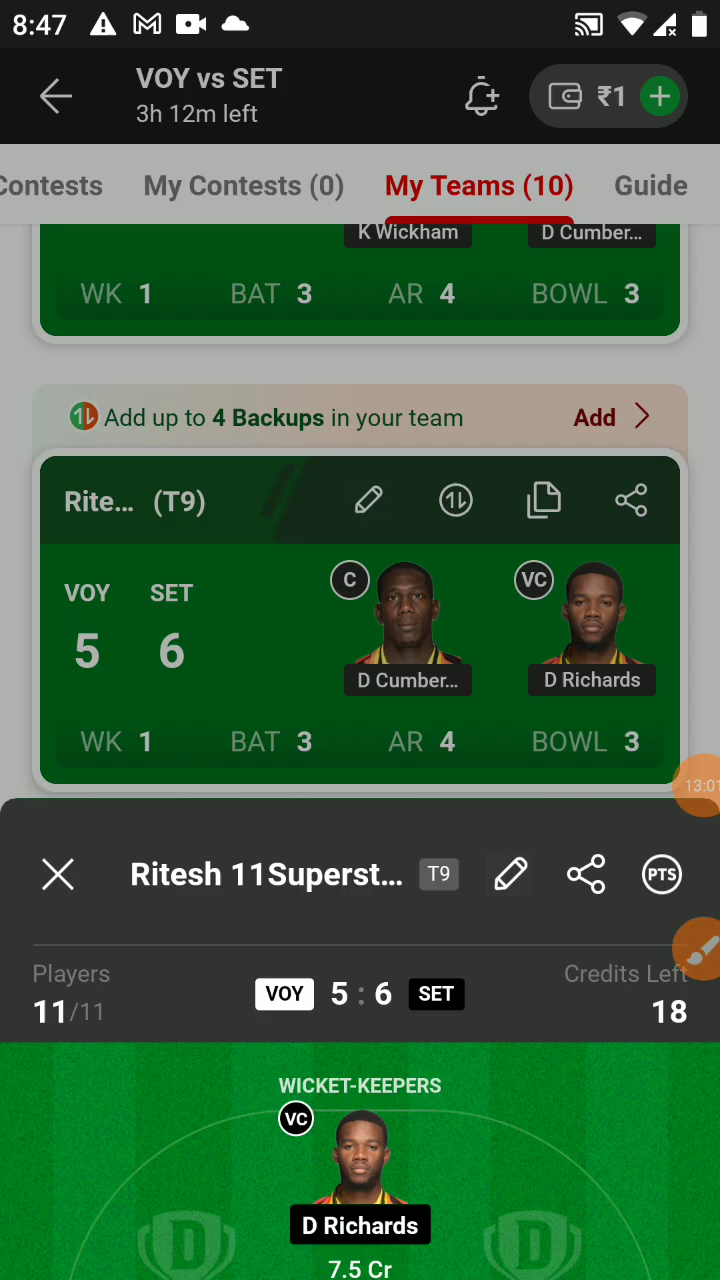 8:47
VOY vs SET
3h 12m left
₹1
Contests
My Contests (0)
My Teams (10)
Guide
K Wickham
D Cumber...
WK 1 BAT 3 AR 4 BOWL 3
Add up to 4 Backups in your team
Add
Rite... (T9)
VOY SET
5 6
C
VC
D Cumber...
D Richards
WK 1 BAT 3 AR 4 BOWL 3
13:01
Ritesh 11Superst...
T9
PTS
Players
11/11
VOY 5 : 6 SET
Credits Left
18
WICKET-KEEPERS
VC
D Richards
7.5 Cr